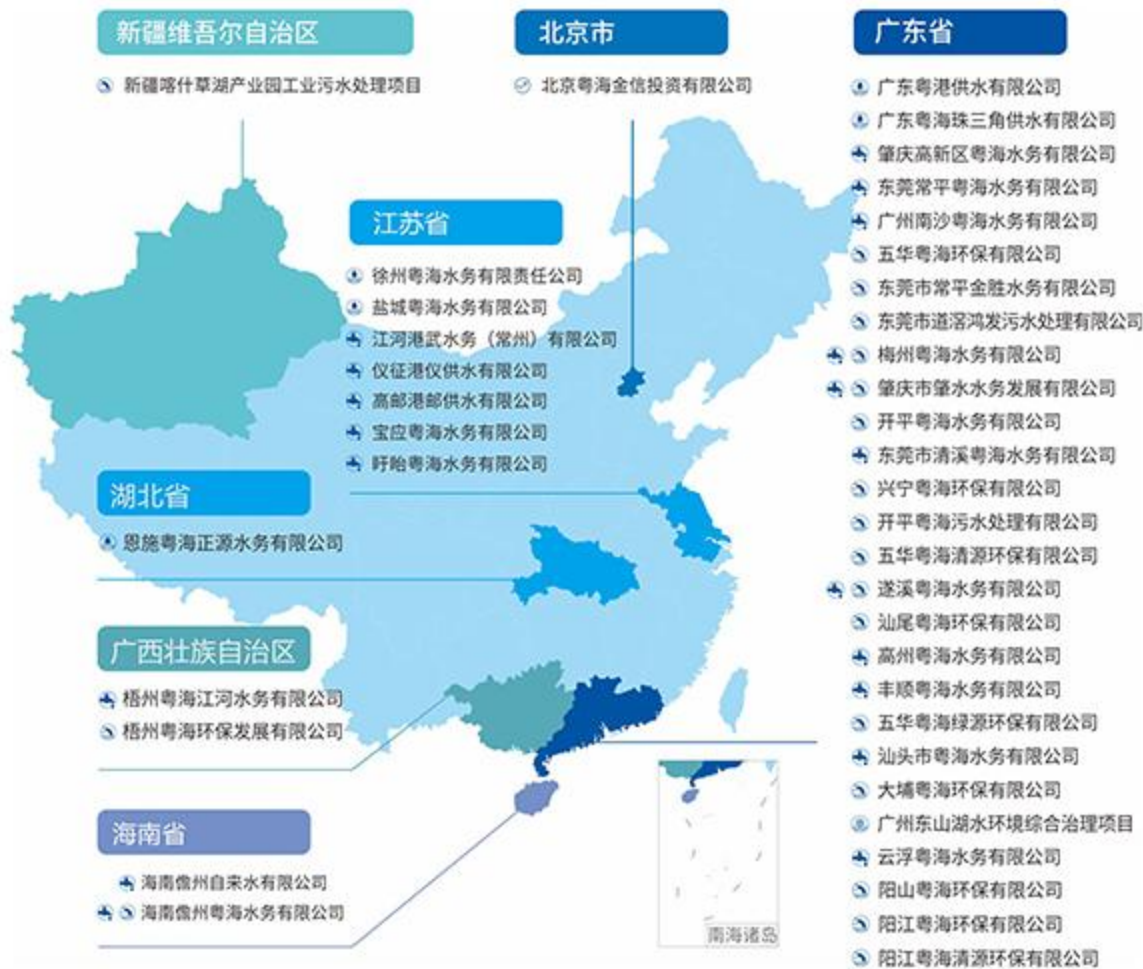 新疆维吾尔自治区
新疆喀什草湖产业园工业污水处理项目
北京市
北京粤海金信投资有限公司
江苏省
徐州粤海水务有限责任公司
盐城粤海水务有限公司
江河港武水务（常州）有限公司
仪征港仪供水有限公司
高邮港邮供水有限公司
宝应粤海水务有限公司
盱眙粤海水务有限公司
湖北省
恩施粤海正源水务有限公司
广西壮族自治区
梧州粤海江河水务有限公司
梧州粤海环保发展有限公司
海南省
海南儋州自来水有限公司
海南儋州粤海水务有限公司
广东省
广东粤港供水有限公司
广东粤海珠三角供水有限公司
肇庆高新区粤海水务有限公司
东莞常平粤海水务有限公司
广州南沙粤海水务有限公司
五华粤海环保有限公司
东莞市常平金胜水务有限公司
东莞市道滘鸿发污水处理有限公司
梅州粤海水务有限公司
肇庆市肇水水务发展有限公司
开平粤海水务有限公司
东莞市清溪粤海水务有限公司
兴宁粤海环保有限公司
开平粤海污水处理有限公司
五华粤海清源环保有限公司
遂溪粤海水务有限公司
汕尾粤海环保有限公司
高州粤海水务有限公司
丰顺粤海水务有限公司
五华粤海绿源环保有限公司
汕头市粤海水务有限公司
大埔粤海环保有限公司
广州东山湖水环境综合治理项目
云浮粤海水务有限公司
阳山粤海环保有限公司
阳江粤海环保有限公司
阳江粤海清源环保有限公司
南海诸岛